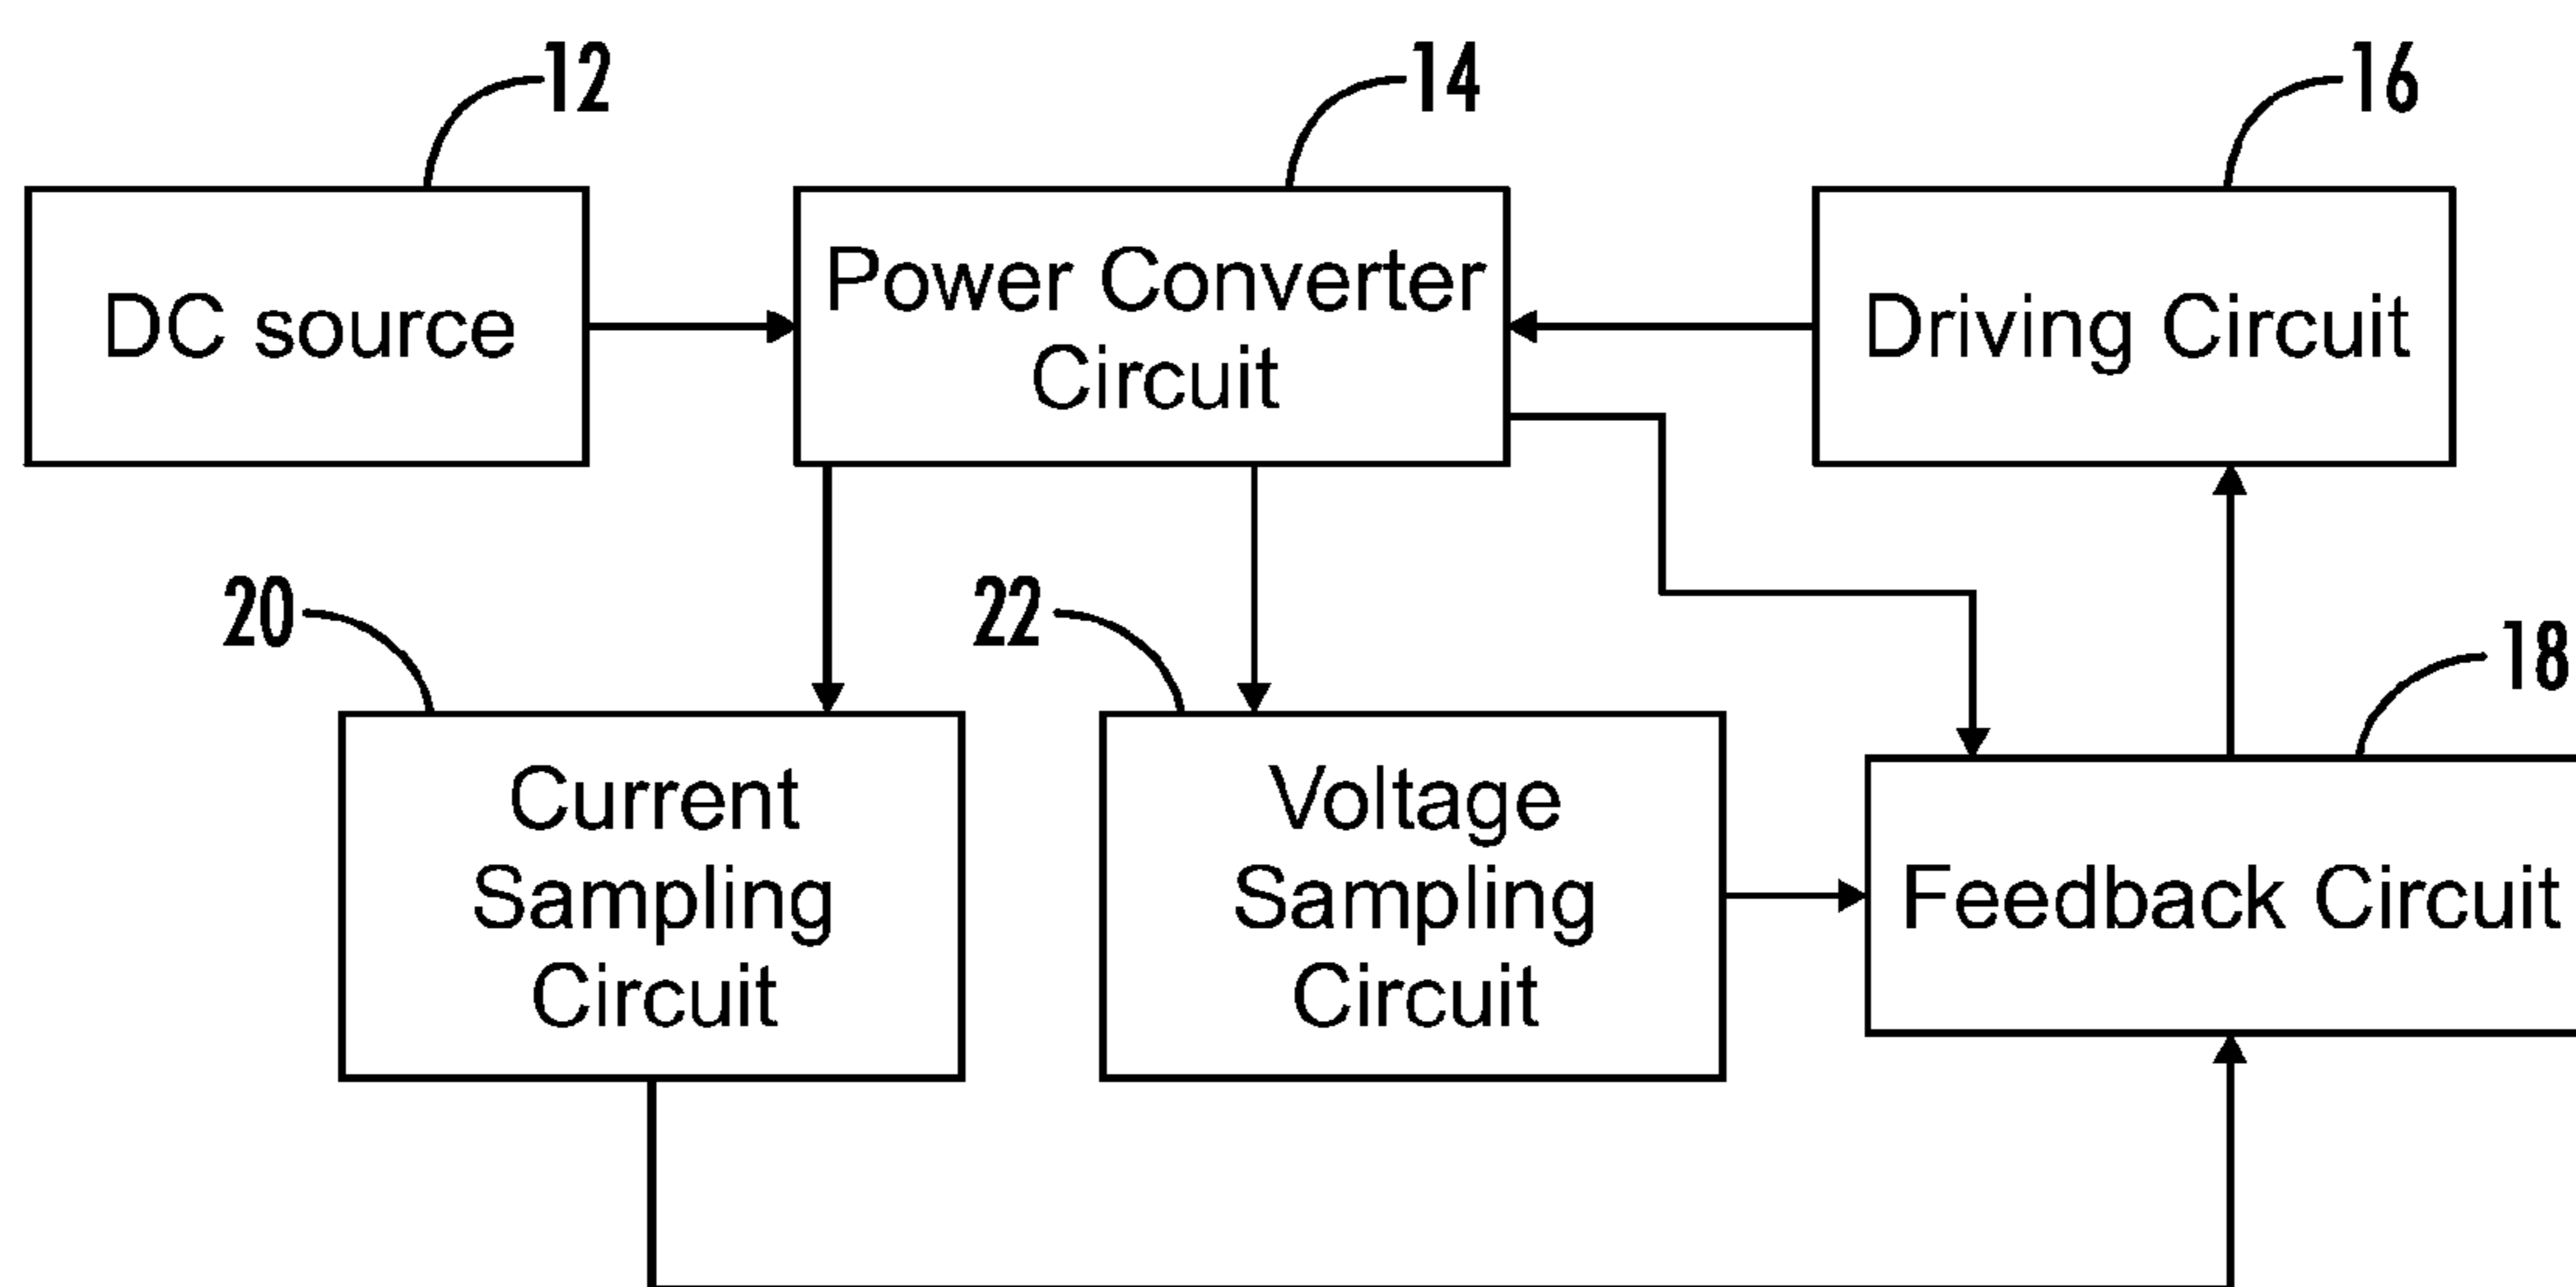 12
14
16
DC source
Power Converter
Circuit
Driving Circuit
20
22
18
Current
Sampling
Circuit
Voltage
Sampling
Circuit
Feedback Circuit